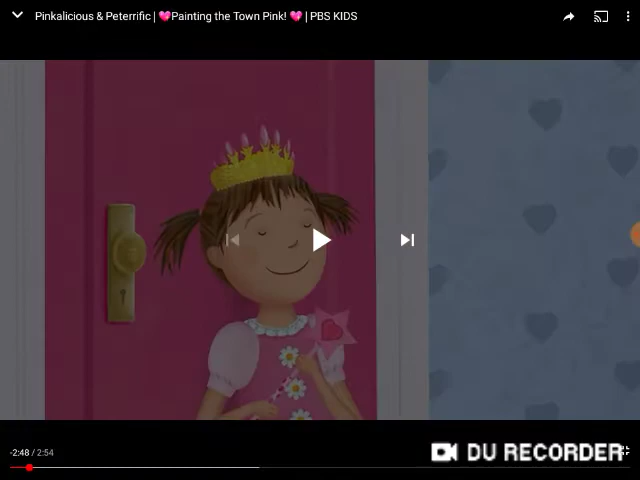 Pinkalicious & Peterrific | 💖Painting the Town Pink! 💖 | PBS KIDS
-2:48 / 2:54
DU RECORDER